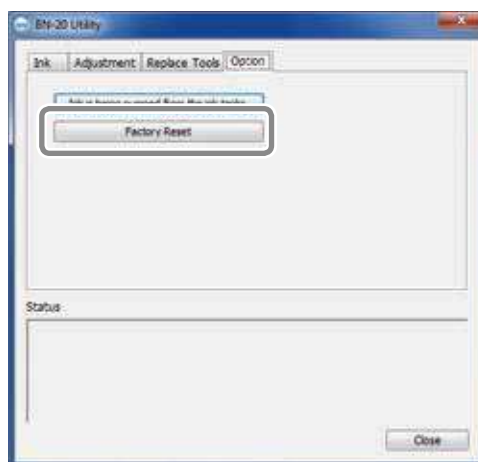 BN-20 Utility
Ink Adjustment Replace Tools Option
Factory Reset
Status
Close